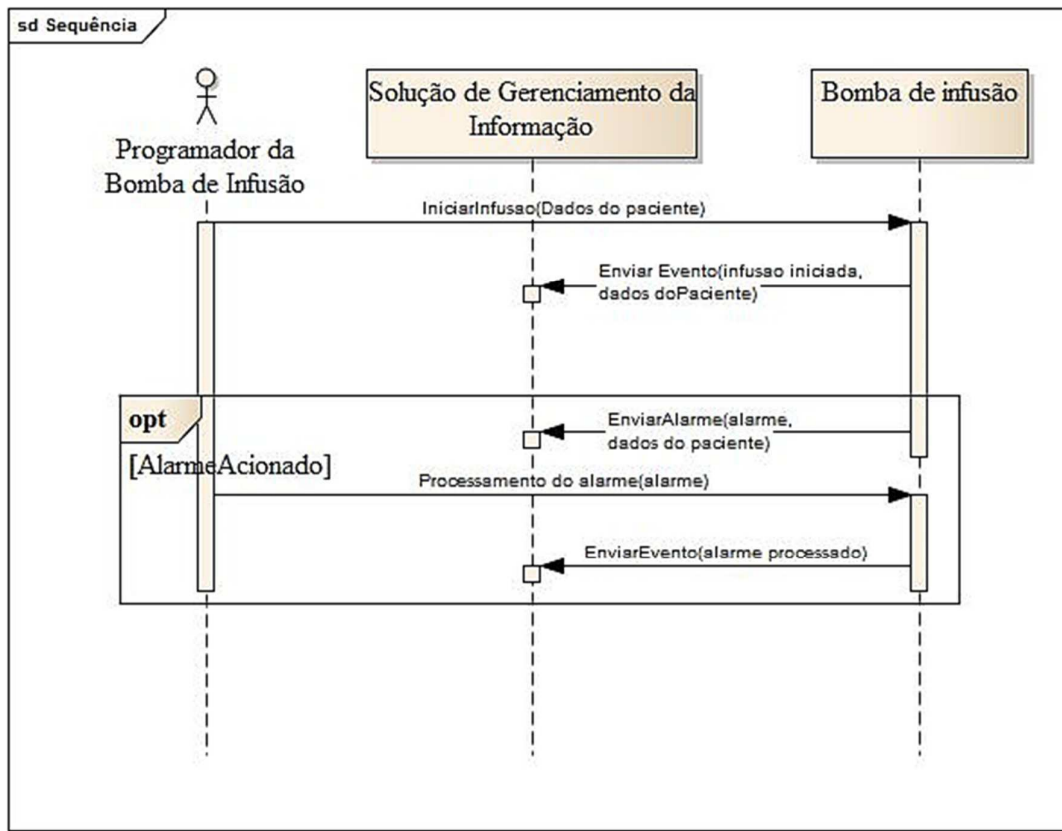 sd Sequência
Programador da
Bomba de Infusão
Solução de Gerenciamento da
Informação
Bomba de infusão
IniciarInfusao(Dados do paciente)
Enviar Evento(infusao iniciada,
dados doPaciente)
opt
[AlarmeAcionado]
EnviarAlarme(alarme,
dados do paciente)
Processamento do alarme(alarme)
EnviarEvento(alarme processado)